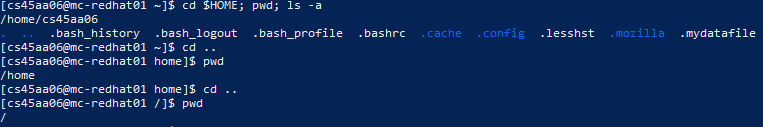 [cs45aa06@mc-redhat01 ~]$ cd $HOME; pwd; ls -a
/home/cs45aa06
.  ..  .bash_history  .bash_logout  .bash_profile  .bashrc  .cache  .config  .lesshst  .mozilla  .mydatafile
[cs45aa06@mc-redhat01 ~]$ cd ..
[cs45aa06@mc-redhat01 home]$ pwd
/home
[cs45aa06@mc-redhat01 home]$ cd ..
[cs45aa06@mc-redhat01 /]$ pwd
/